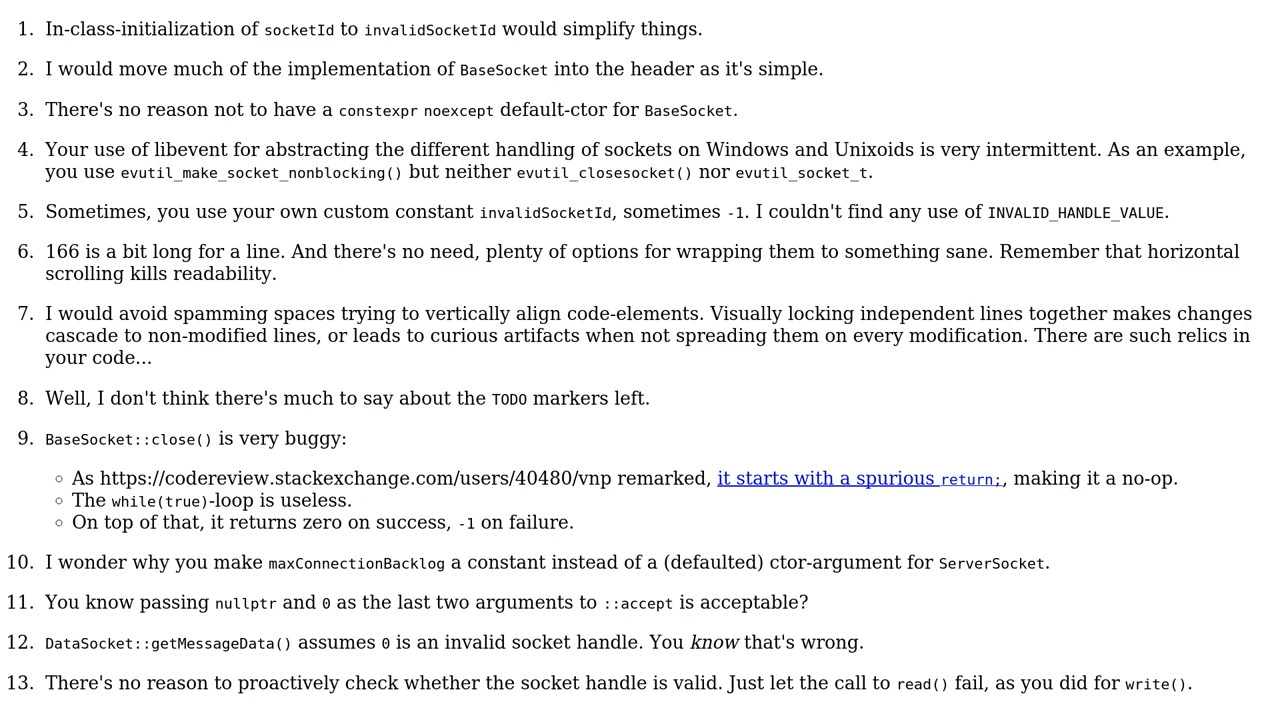 1. In-class-initialization of socketId to invalidSocketId would simplify things.
2. I would move much of the implementation of BaseSocket into the header as it's simple.
3. There's no reason not to have a constexpr noexcept default-ctor for BaseSocket.
4. Your use of libevent for abstracting the different handling of sockets on Windows and Unixoids is very intermittent. As an example,
you use evutil_make_socket_nonblocking() but neither evutil_closesocket() nor evutil_socket_t.
5. Sometimes, you use your own custom constant invalidSocketId, sometimes -1. I couldn't find any use of INVALID_HANDLE_VALUE.
6. 166 is a bit long for a line. And there's no need, plenty of options for wrapping them to something sane. Remember that horizontal
scrolling kills readability.
7. I would avoid spamming spaces trying to vertically align code-elements. Visually locking independent lines together makes changes
cascade to non-modified lines, or leads to curious artifacts when not spreading them on every modification. There are such relics in
your code...
8. Well, I don't think there's much to say about the TODO markers left.
9. BaseSocket::close() is very buggy:
◦ As https://codereview.stackexchange.com/users/40480/vnp remarked, it starts with a spurious return;, making it a no-op.
◦ The while(true)-loop is useless.
◦ On top of that, it returns zero on success, -1 on failure.
10. I wonder why you make maxConnectionBacklog a constant instead of a (defaulted) ctor-argument for ServerSocket.
11. You know passing nullptr and 0 as the last two arguments to ::accept is acceptable?
12. DataSocket::getMessageData() assumes 0 is an invalid socket handle. You know that's wrong.
13. There's no reason to proactively check whether the socket handle is valid. Just let the call to read() fail, as you did for write().